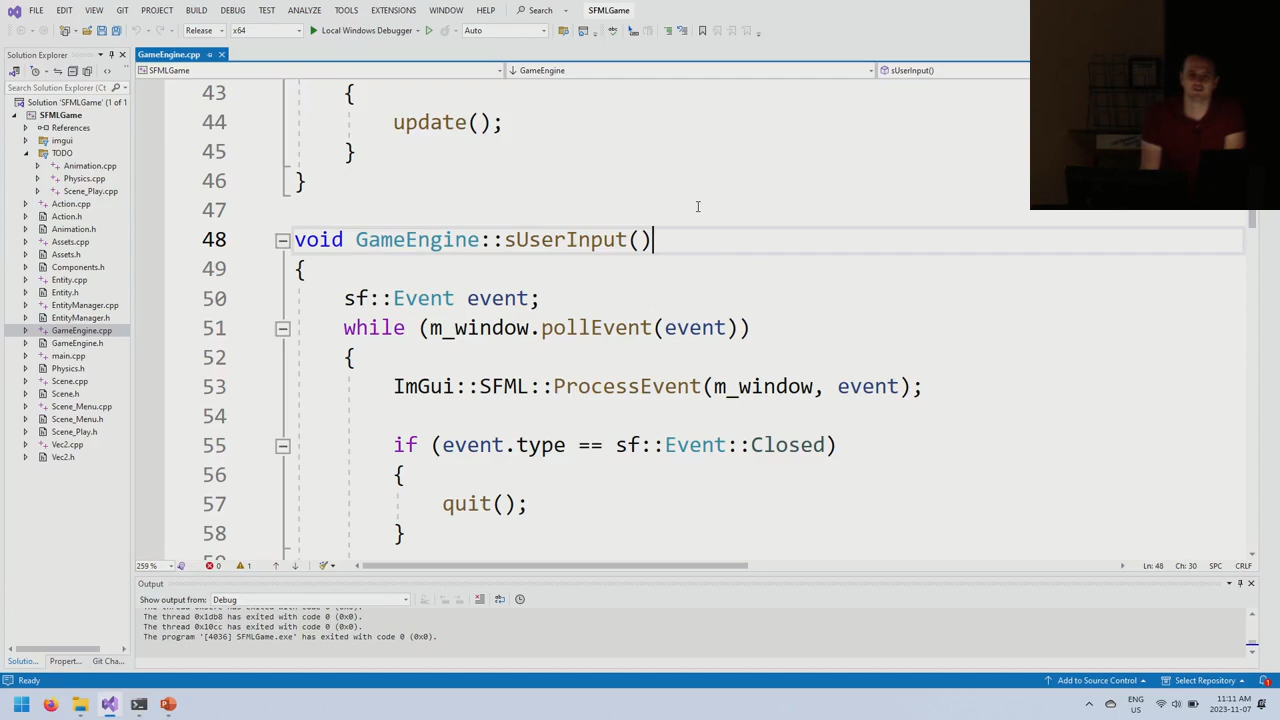 FILE EDIT VIEW GIT PROJECT BUILD DEBUG TEST ANALYZE TOOLS EXTENSIONS WINDOW HELP Search SFMLGame
Release x64 Local Windows Debugger Auto
Solution Explorer
GameEngine.cpp
SFMLGame GameEngine sUserInput()
Search Solution Explorer (Ct
Solution 'SFMLGame' (1 of 1
SFMLGame
References
imgui
TODO
Animation.cpp
Physics.cpp
Scene_Play.cpp
Action.cpp
Action.h
Animation.h
Assets.cpp
Assets.h
Components.h
Entity.cpp
Entity.h
EntityManager.cpp
EntityManager.h
GameEngine.cpp
GameEngine.h
main.cpp
Physics.h
Scene.cpp
Scene.h
Scene_Menu.cpp
Scene_Menu.h
Scene_Play.h
Vec2.cpp
Vec2.h
Solutio... Propert... Git Cha...
43 {
44 update();
45 }
46 }
47
48 void GameEngine::sUserInput()
49 {
50 sf::Event event;
51 while (m_window.pollEvent(event))
52 {
53 ImGui::SFML::ProcessEvent(m_window, event);
54
55 if (event.type == sf::Event::Closed)
56 {
57 quit();
58 }
259 % 0 1 Ln: 48 Ch: 30 SPC CRLF
Output
Show output from: Debug
The thread 0x1db8 has exited with code 0 (0x0).
The thread 0x10cc has exited with code 0 (0x0).
The program '[4036] SFMLGame.exe' has exited with code 0 (0x0).
Ready Add to Source Control Select Repository 1
ENG
US
11:11 AM
2023-11-07